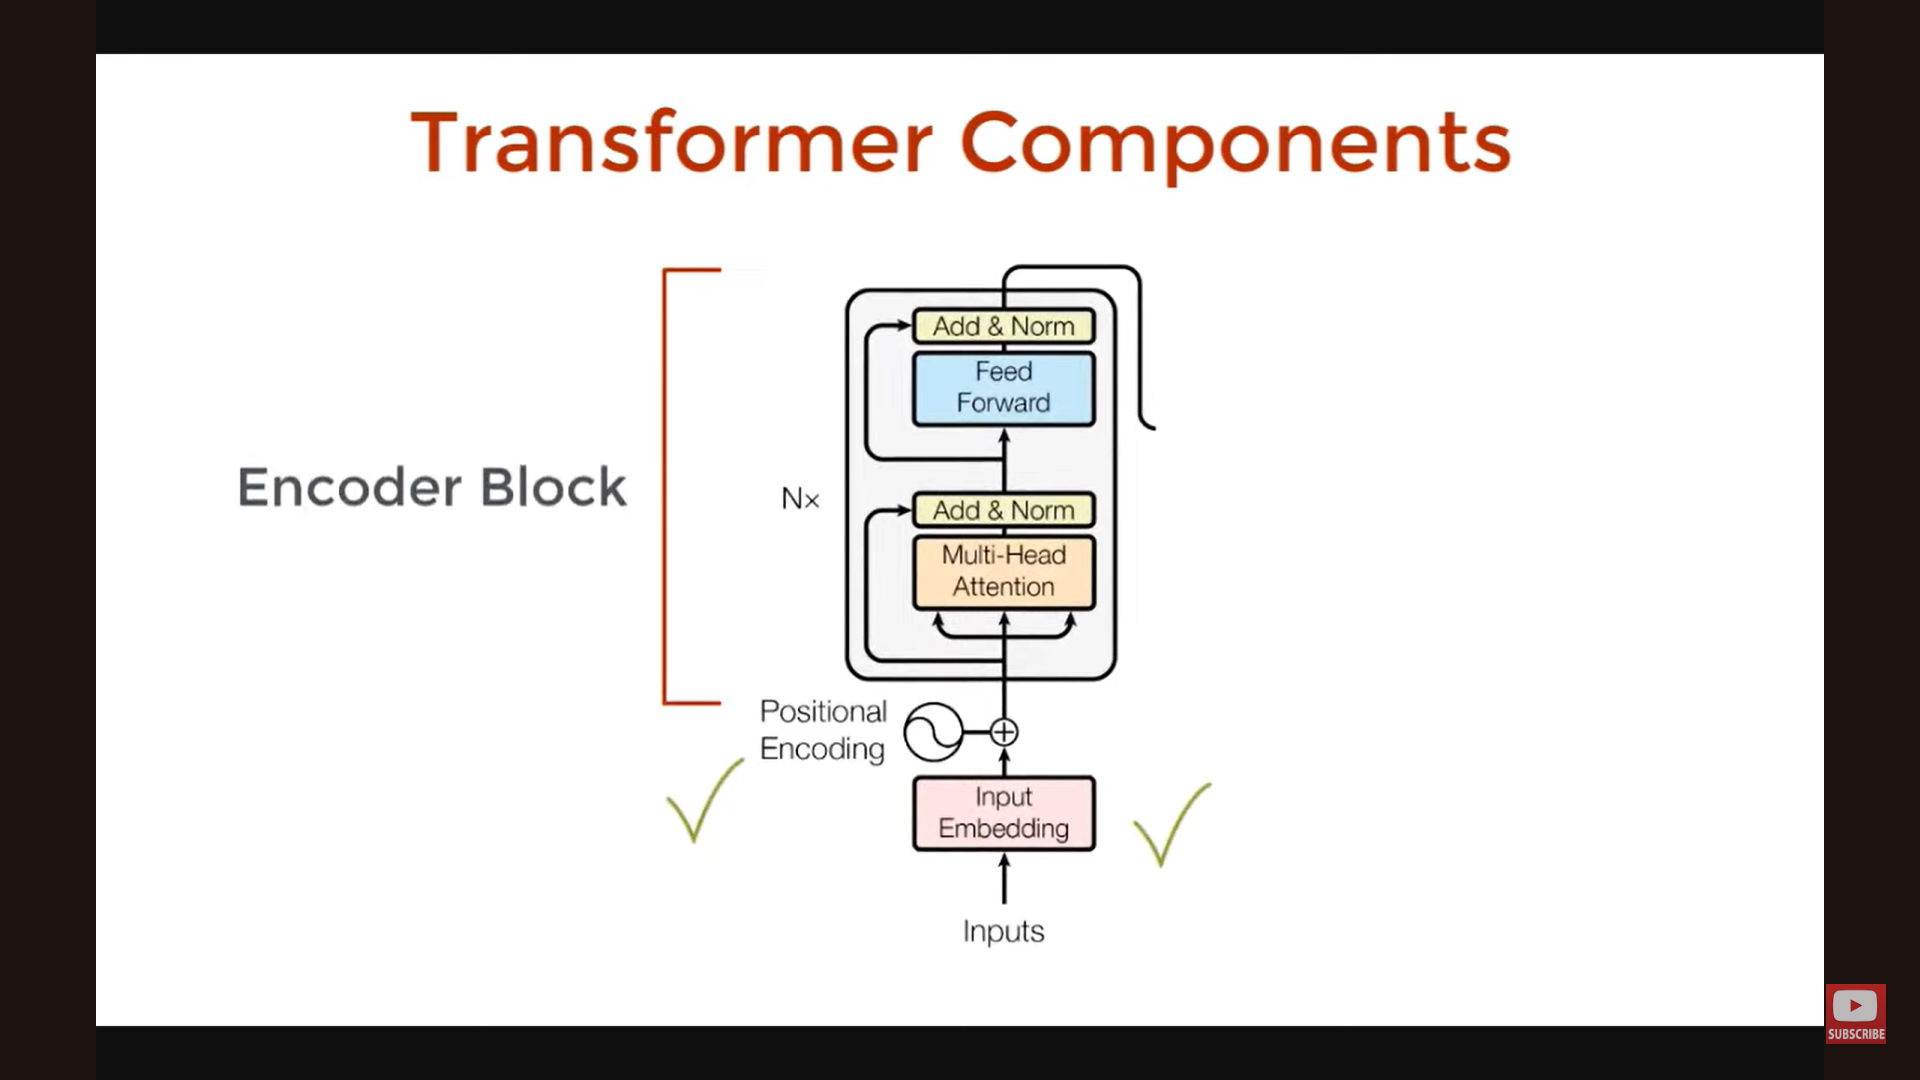 Transformer Components
Add & Norm
Feed
Forward
Encoder Block
N×
Add & Norm
Multi-Head
Attention
Positional
Encoding
Input
Embedding
Inputs
SUBSCRIBE